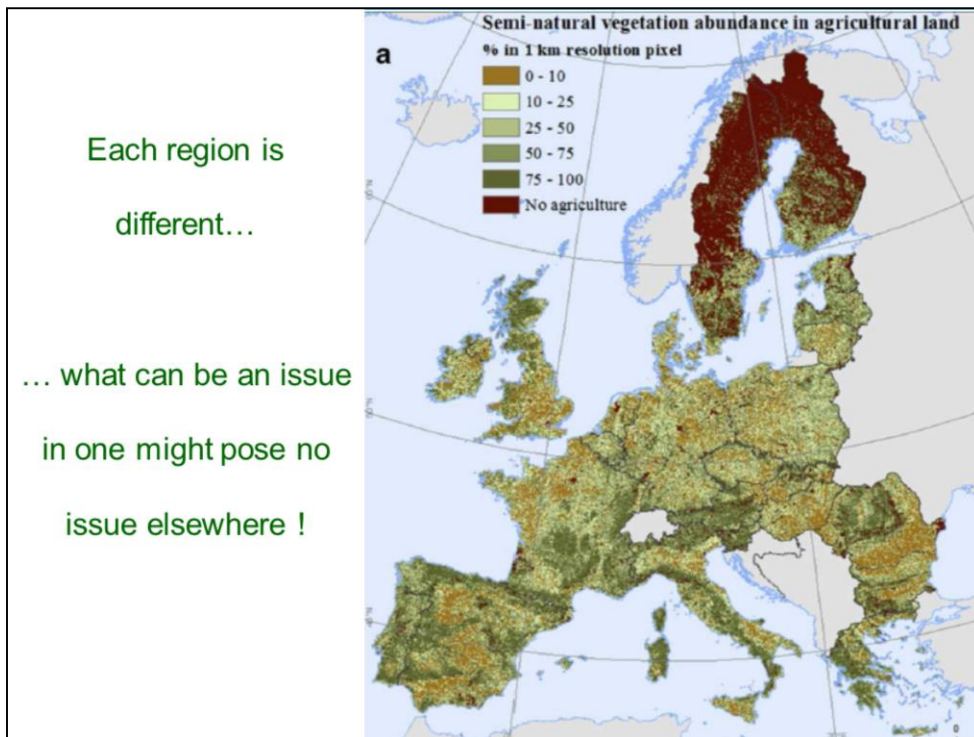 Each region is
different…
… what can be an issue
in one might pose no
issue elsewhere !
Semi-natural vegetation abundance in agricultural land
a
% in 1 km resolution pixel
0 - 10
10 - 25
25 - 50
50 - 75
75 - 100
No agriculture
0